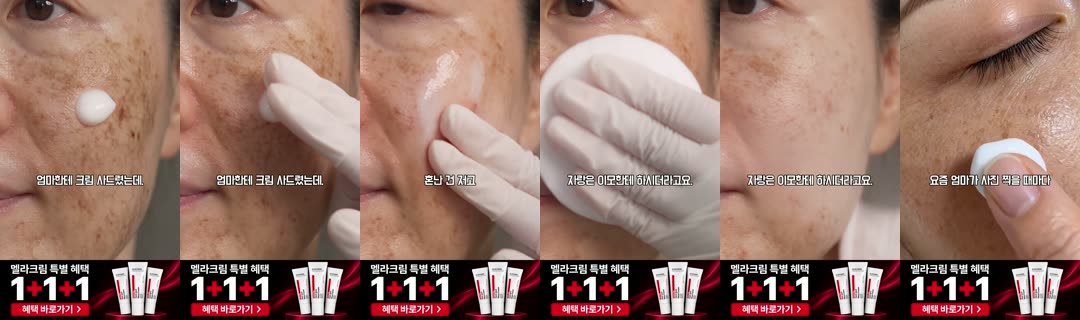 엄마한테 크림 사드렸는데.
멜라크림 특별 혜택
1+1+1
혜택 바로가기 >
엄마한테 크림 사드렸는데.
멜라크림 특별 혜택
1+1+1
혜택 바로가기 >
혼난 건 저고
멜라크림 특별 혜택
1+1+1
혜택 바로가기 >
자랑은 이모한테 하시더라고요.
멜라크림 특별 혜택
1+1+1
혜택 바로가기 >
자랑은 이모한테 하시더라고요.
멜라크림 특별 혜택
1+1+1
혜택 바로가기 >
요즘 엄마가 사진 찍을 때마다
멜라크림 특별 혜택
1+1+1
혜택 바로가기 >